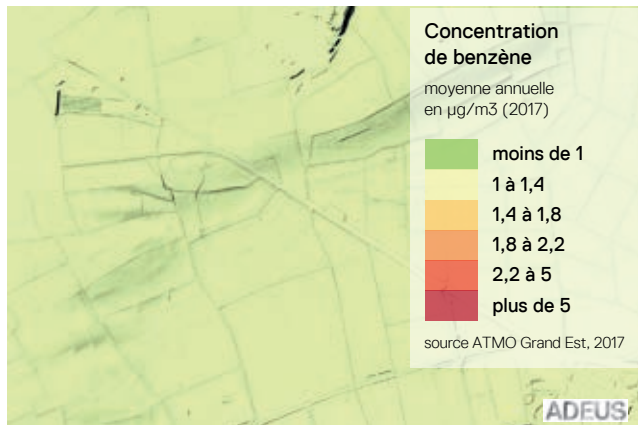 Concentration
de benzène
moyenne annuelle
en µg/m3 (2017)
moins de 1
1 à 1,4
1,4 à 1,8
1,8 à 2,2
2,2 à 5
plus de 5
source ATMO Grand Est, 2017
ADEUS